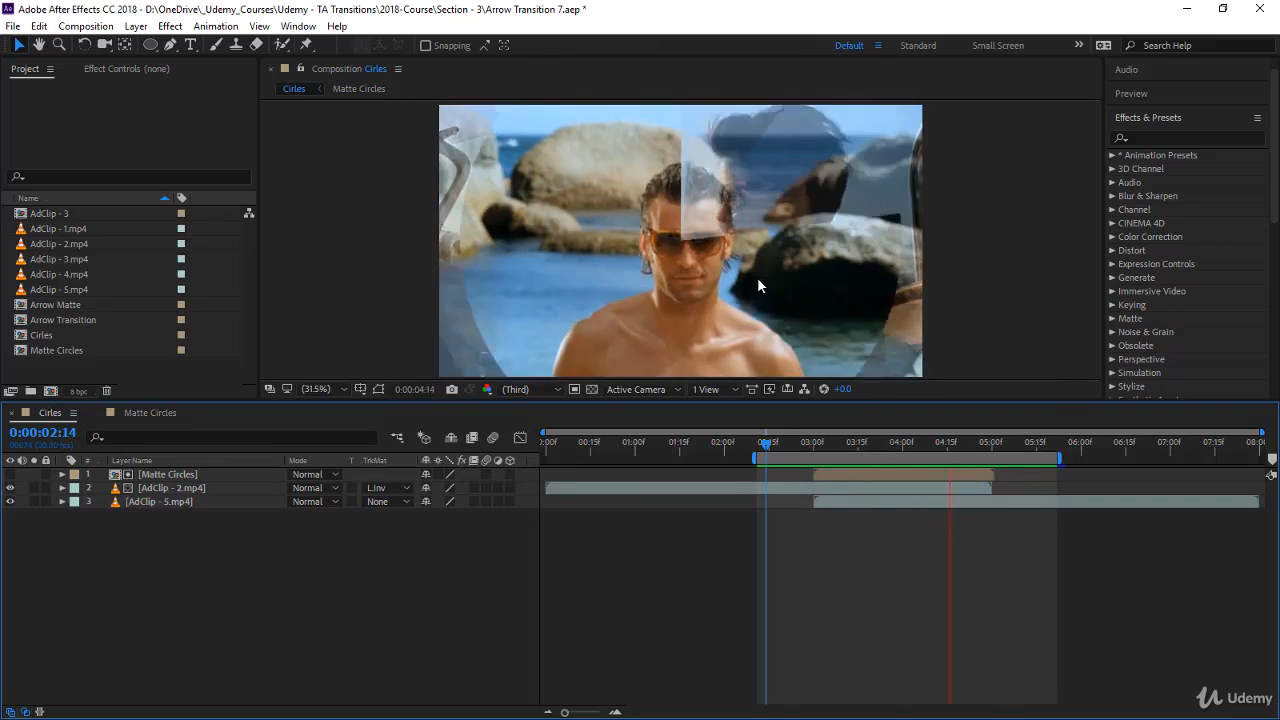 Adobe After Effects CC 2018 - D:\OneDrive\_Udemy_Courses\Udemy - TA Transitions\2018-Course\Section - 3\Arrow Transition 7.aep *
File Edit Composition Layer Effect Animation View Window Help
Snapping Default Standard Small Screen Search Help
Project Effect Controls (none) Composition Cirles Audio
Cirles Matte Circles Preview
Effects & Presets
Name
AdClip - 3
AdClip - 1.mp4
AdClip - 2.mp4
AdClip - 3.mp4
AdClip - 4.mp4
AdClip - 5.mp4
Arrow Matte
Arrow Transition
Cirles
Matte Circles
* Animation Presets
3D Channel
Audio
Blur & Sharpen
Channel
CINEMA 4D
Color Correction
Distort
Expression Controls
Generate
Immersive Video
Keying
Matte
Noise & Grain
Obsolete
Perspective
Simulation
Stylize
8 bpc (31.5%) 0:00:04:14 (Third) Active Camera 1 View +0.0
Cirles Matte Circles
0:00:02:14
00074 (30.00 fps)
:00f 00:15f 01:00f 01:15f 02:00f 03:00f 03:15f 04:00f 04:15f 05:00f 05:15f 06:00f 06:15f 07:00f 07:15f 08:0
# Layer Name Mode T TrkMat
1 [Matte Circles] Normal
2 [AdClip - 2.mp4] Normal L.Inv
3 [AdClip - 5.mp4] Normal None
Udemy